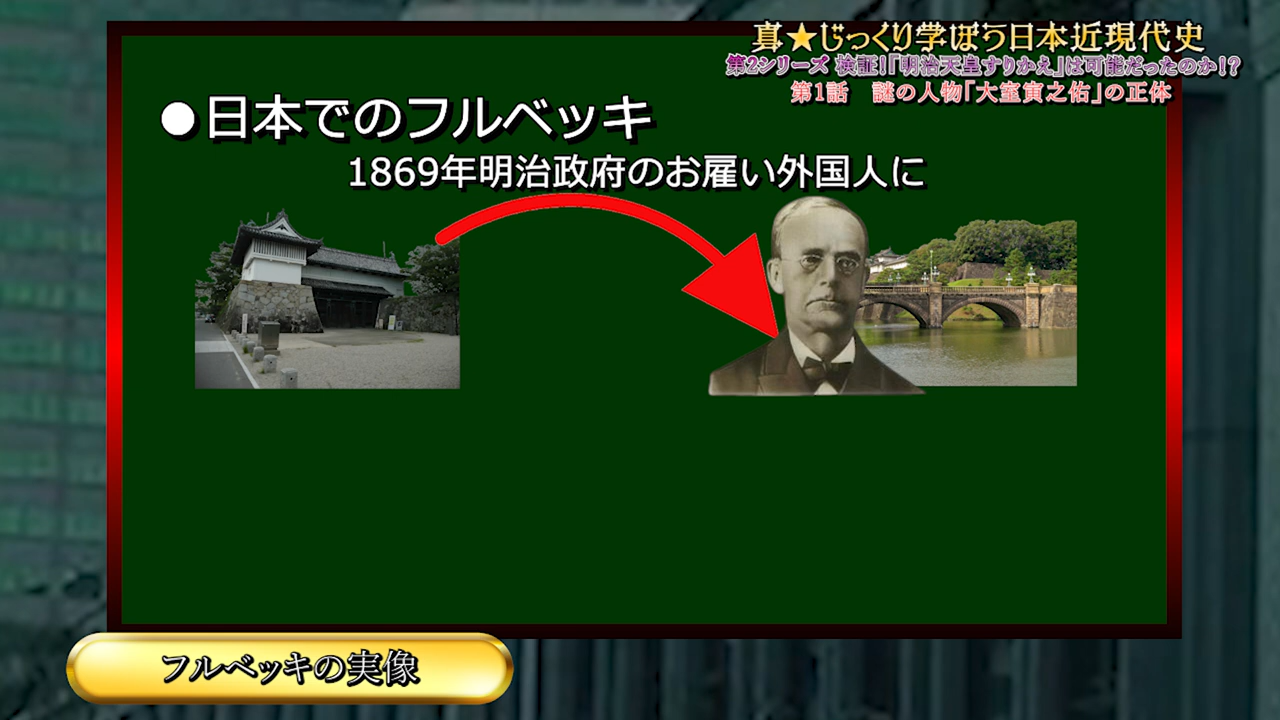 真★じっくり学ぼう日本近現代史
第2シリーズ 検証!「明治天皇すりかえ」は可能だったのか!?
第1話 謎の人物「大室寅之佑」の正体
●日本でのフルベッキ
1869年明治政府のお雇い外国人に
フルベッキの実像